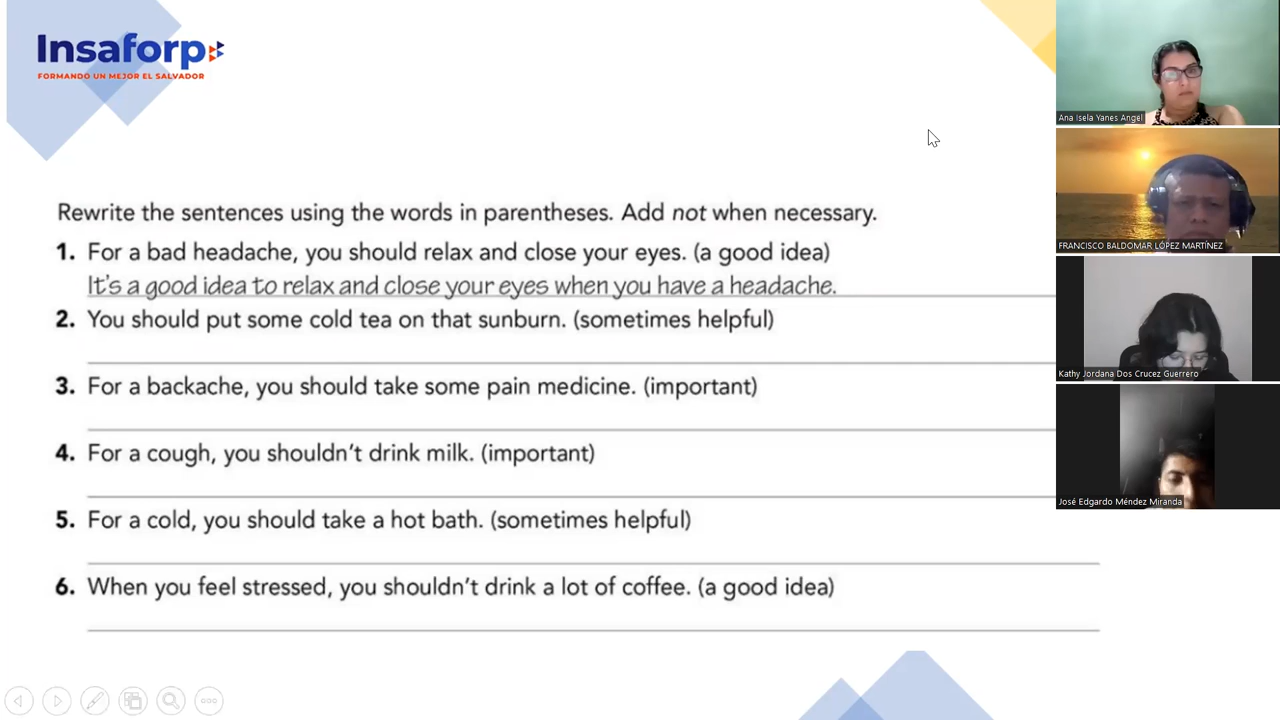 Insaforp
FORMANDO UN MEJOR EL SALVADOR
Rewrite the sentences using the words in parentheses. Add not when necessary.
1. For a bad headache, you should relax and close your eyes. (a good idea)
It's a good idea to relax and close your eyes when you have a headache.
2. You should put some cold tea on that sunburn. (sometimes helpful)
3. For a backache, you should take some pain medicine. (important)
4. For a cough, you shouldn't drink milk. (important)
5. For a cold, you should take a hot bath. (sometimes helpful)
6. When you feel stressed, you shouldn't drink a lot of coffee. (a good idea)
Ana Isela Yanes Angel
FRANCISCO BALDOMAR LÓPEZ MARTÍNEZ
Kathy Jordana Dos Crucez Guerrero
José Edgardo Méndez Miranda